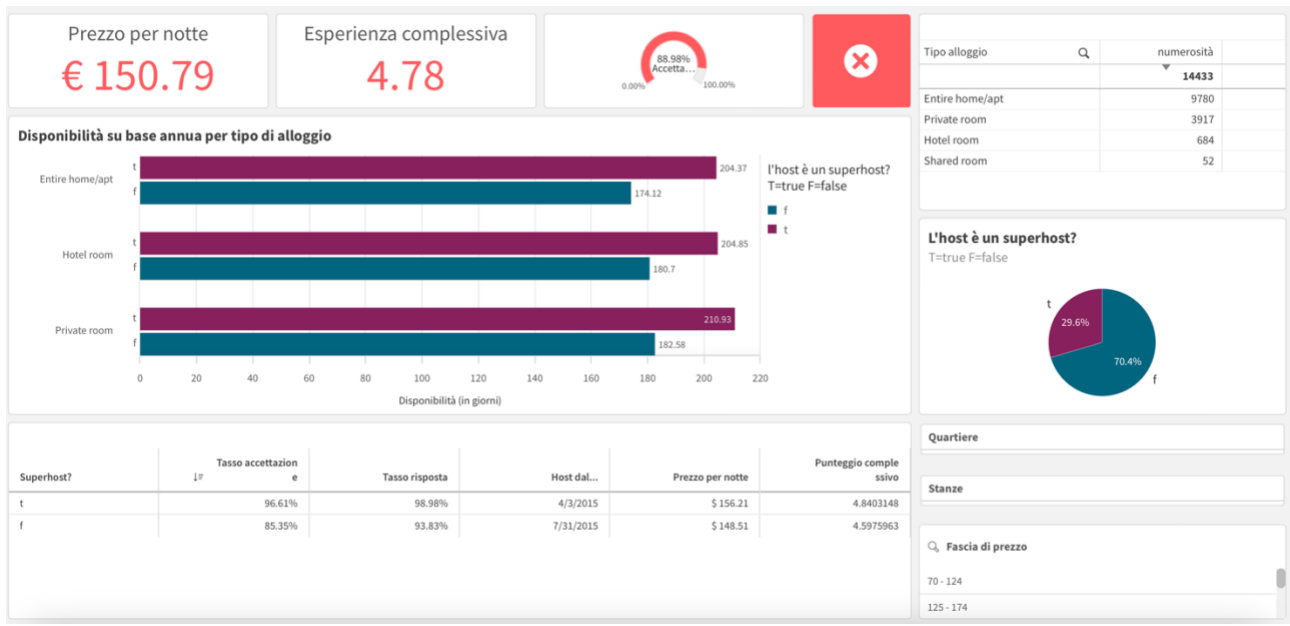 Prezzo per notte
€ 150.79
Esperienza complessiva
4.78
88.98%
Accetta...
0.00%
100.00%
Tipo alloggio numerosità
14433
Entire home/apt 9780
Private room 3917
Hotel room 684
Shared room 52
Disponibilità su base annua per tipo di alloggio
Entire home/apt
t 204.37
f 174.12
Hotel room
t 204.85
f 180.7
Private room
t 210.93
f 182.58
0 20 40 60 80 100 120 140 160 180 200 220
Disponibilità (in giorni)
l'host è un superhost?
T=true F=false
f
t
L'host è un superhost?
T=true F=false
t
29.6%
70.4%
f
Superhost? Tasso accettazion
e Tasso risposta Host dal... Prezzo per notte Punteggio comple
ssivo
t 96.61% 98.98% 4/3/2015 $ 156.21 4.8403148
f 85.35% 93.83% 7/31/2015 $ 148.51 4.5975963
Quartiere
Stanze
Fascia di prezzo
70 - 124
125 - 174